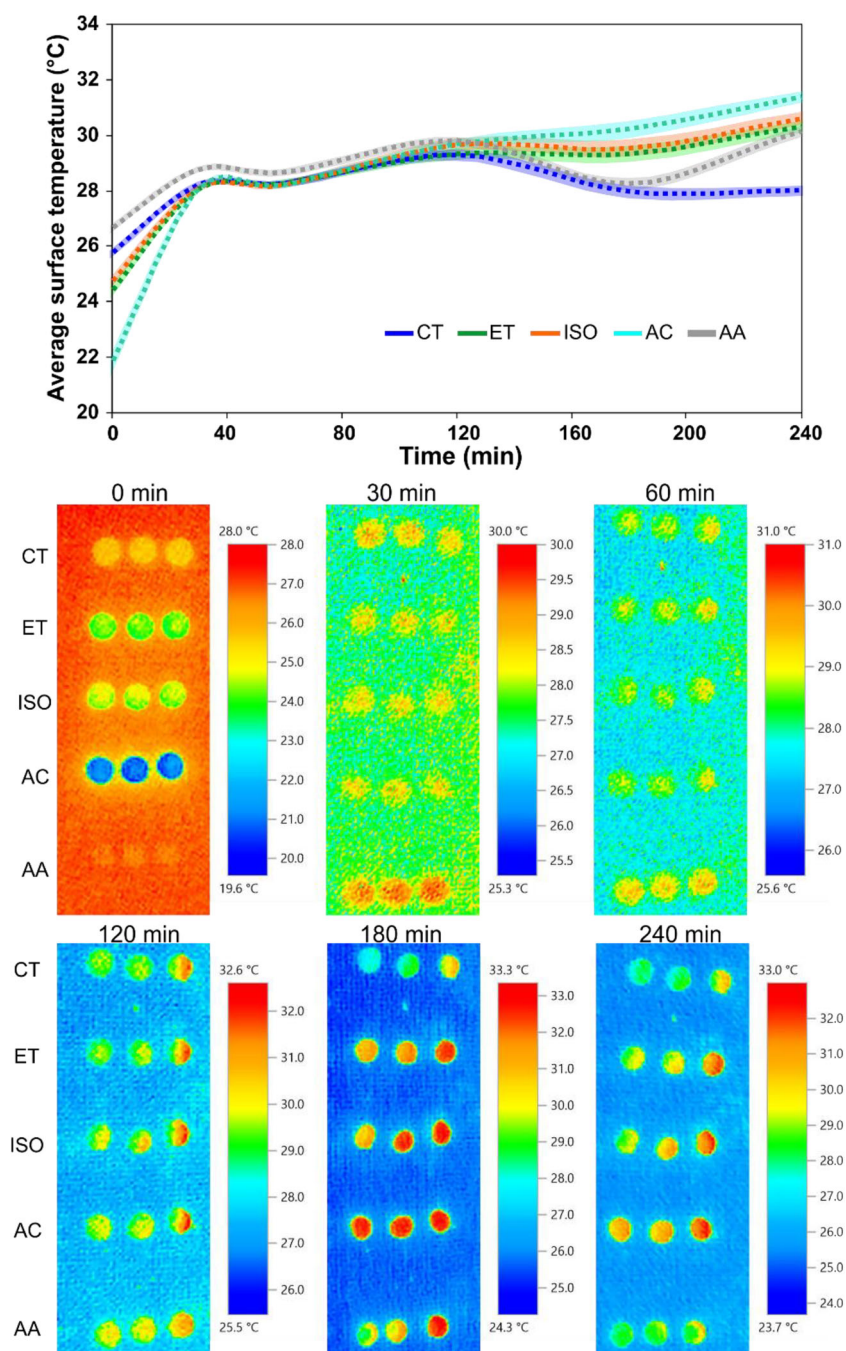 Average surface temperature (°C)
34
32
30
28
26
24
22
20
CT ET ISO AC AA
0 40 80 120 160 200 240
Time (min)
0 min 30 min 60 min
CT
ET
ISO
AC
AA
28.0 °C
28.0
27.0
26.0
25.0
24.0
23.0
22.0
21.0
20.0
19.6 °C
30.0 °C
30.0
29.5
29.0
28.5
28.0
27.5
27.0
26.5
26.0
25.5
25.3 °C
31.0 °C
31.0
30.0
29.0
28.0
27.0
26.0
25.6 °C
120 min 180 min 240 min
CT
ET
ISO
AC
AA
32.6 °C
32.0
31.0
30.0
29.0
28.0
27.0
26.0
25.5 °C
33.3 °C
33.0
32.0
31.0
30.0
29.0
28.0
27.0
26.0
25.0
24.3 °C
33.0 °C
32.0
31.0
30.0
29.0
28.0
27.0
26.0
25.0
24.0
23.7 °C